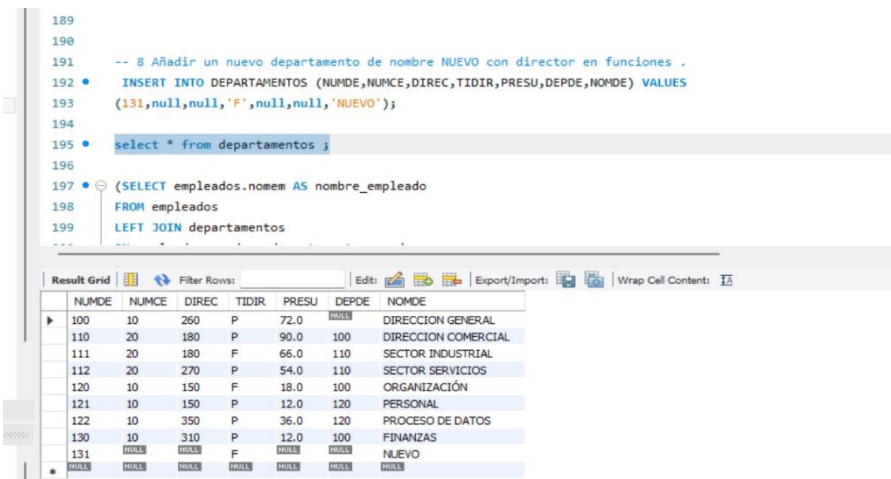 189
190
191 -- 8 Añadir un nuevo departamento de nombre NUEVO con director en funciones .
192 INSERT INTO DEPARTAMENTOS (NUMDE,NUMCE,DIREC,TIDIR,PRESU,DEPDE,NOMDE) VALUES
193 (131,null,null,'F',null,null,'NUEVO');
194
195 select * from departamentos ;
196
197 (SELECT empleados.nomem AS nombre_empleado
198 FROM empleados
199 LEFT JOIN departamentos
Result Grid Filter Rows: Edit: Export/Import: Wrap Cell Content:
NUMDE NUMCE DIREC TIDIR PRESU DEPDE NOMDE
100 10 260 P 72.0 NULL DIRECCION GENERAL
110 20 180 P 90.0 100 DIRECCION COMERCIAL
111 20 180 F 66.0 110 SECTOR INDUSTRIAL
112 20 270 P 54.0 110 SECTOR SERVICIOS
120 10 150 F 18.0 100 ORGANIZACIÓN
121 10 150 P 12.0 120 PERSONAL
122 10 350 P 36.0 120 PROCESO DE DATOS
130 10 310 P 12.0 100 FINANZAS
131 NULL NULL F NULL NULL NUEVO
NULL NULL NULL NULL NULL NULL NULL